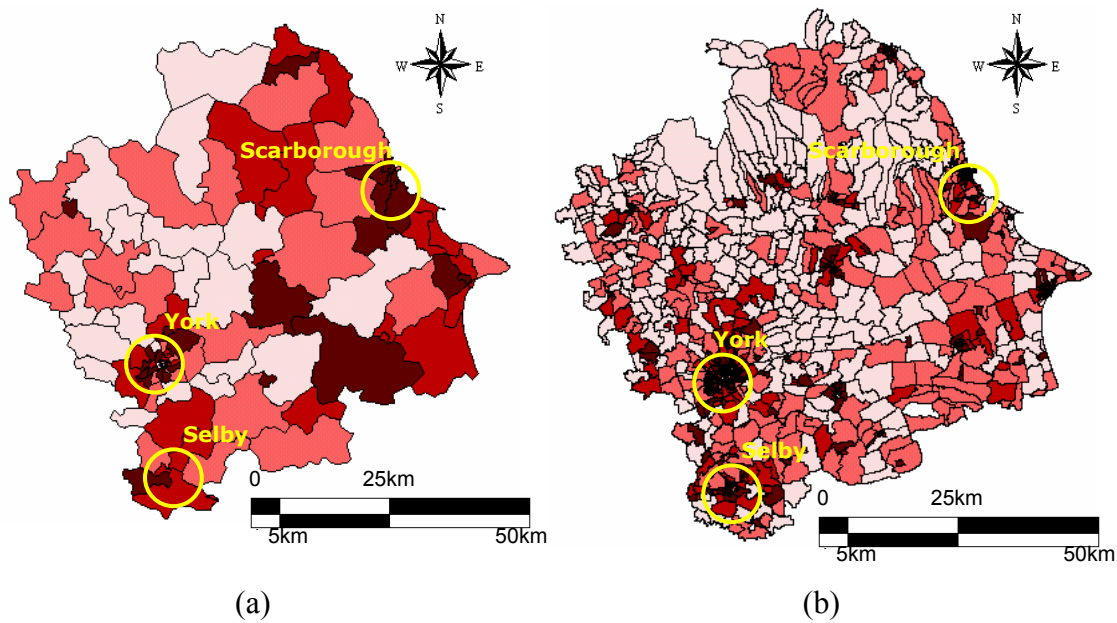 N
W E
S
Scarborough
York
Selby
0 25km
5km 50km
(a)
N
W E
S
Scarborough
York
Selby
0 25km
5km 50km
(b)